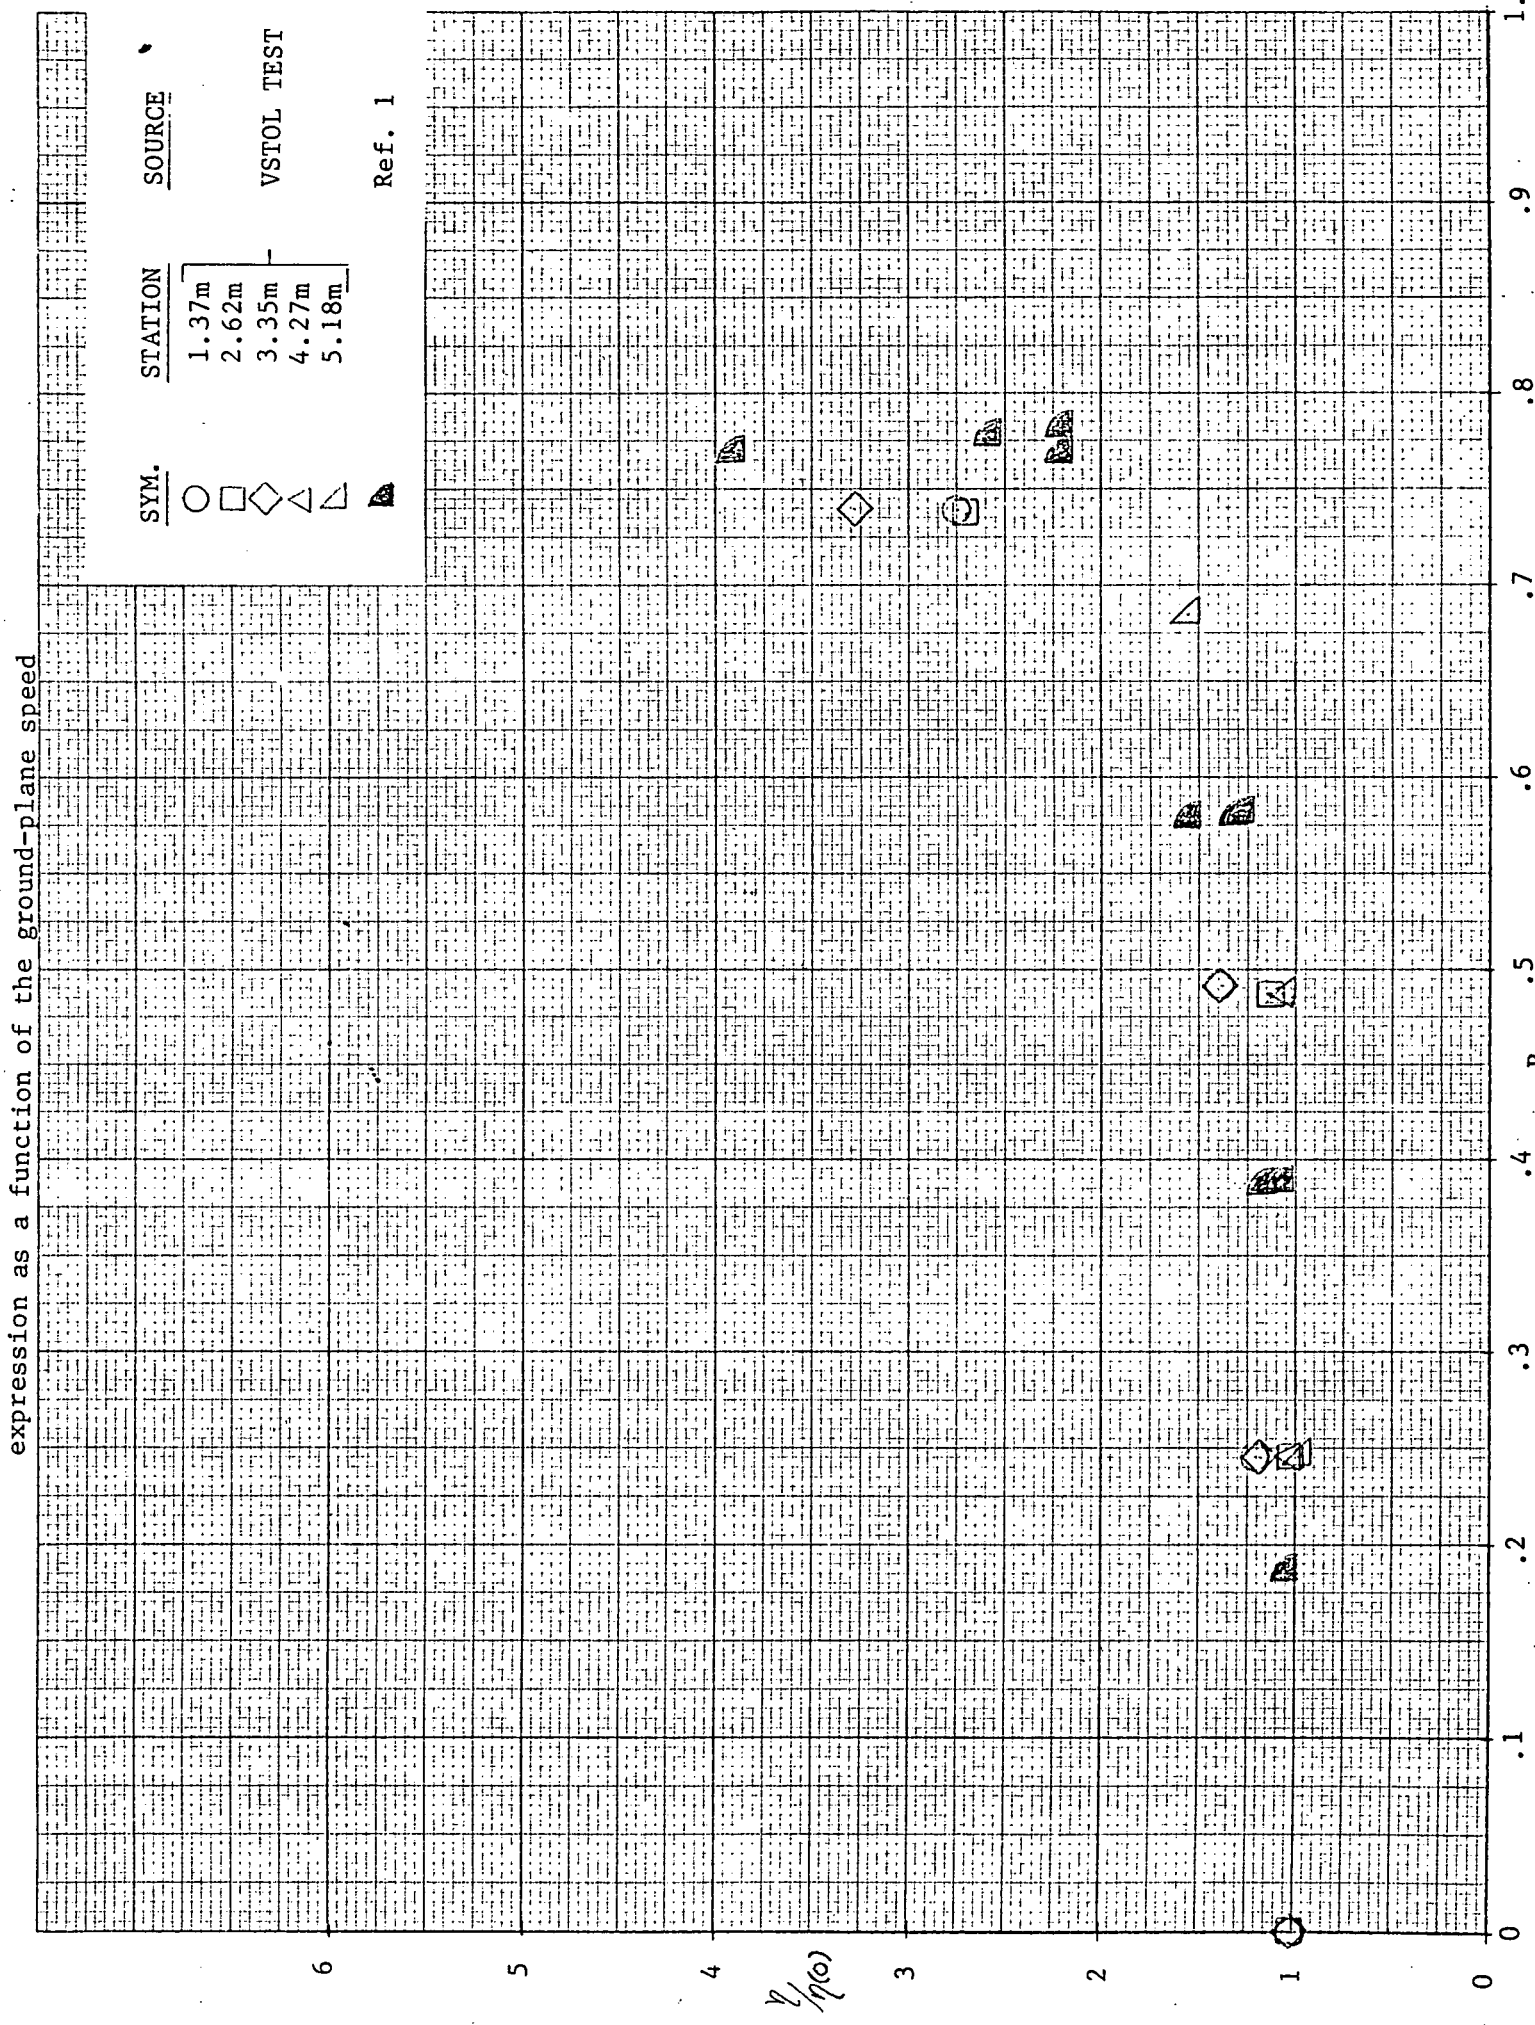 expression as a function of the ground-plane speed
SYM. STATION SOURCE
1.37m
2.62m
3.35m VSTOL TEST
4.27m
5.18m
Ref. 1
6
5
4
η/η(0)
3
2
1
0
0 .1 .2 .3 .4 .5 .6 .7 .8 .9 1.